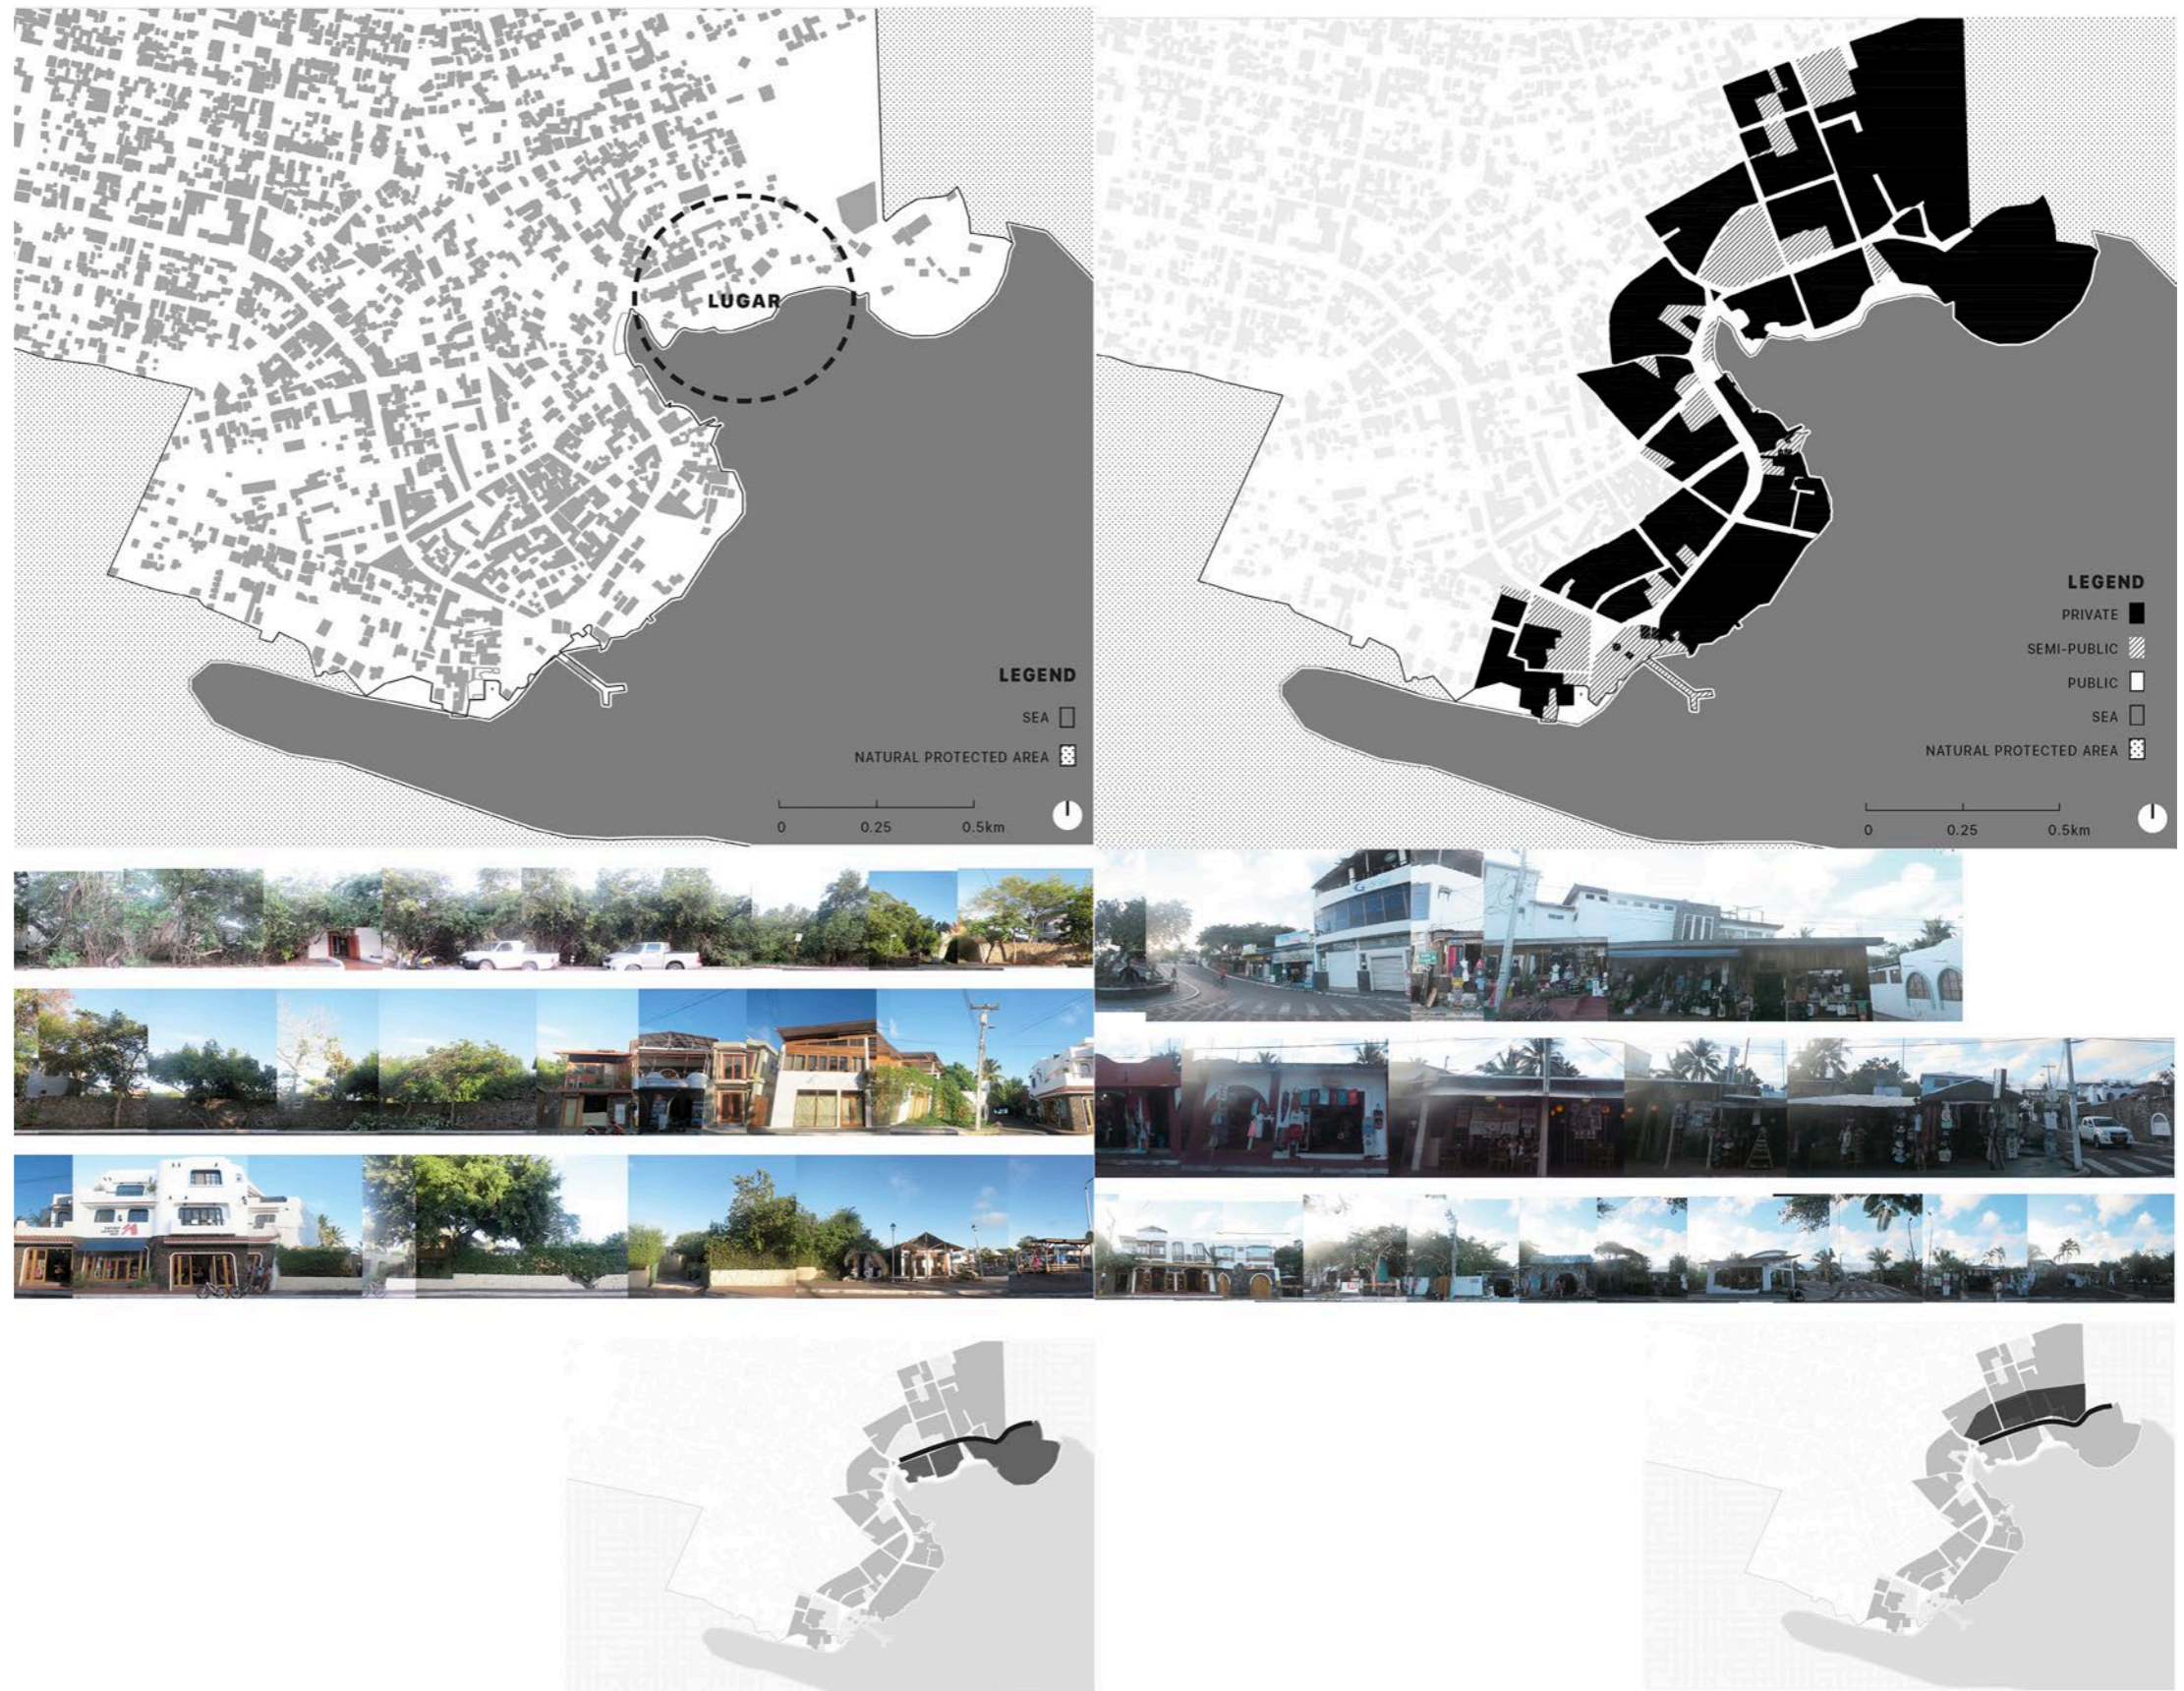 LUGAR
LEGEND
SEA
NATURAL PROTECTED AREA
0 0.25 0.5km
LEGEND
PRIVATE
SEMI-PUBLIC
PUBLIC
SEA
NATURAL PROTECTED AREA
0 0.25 0.5km